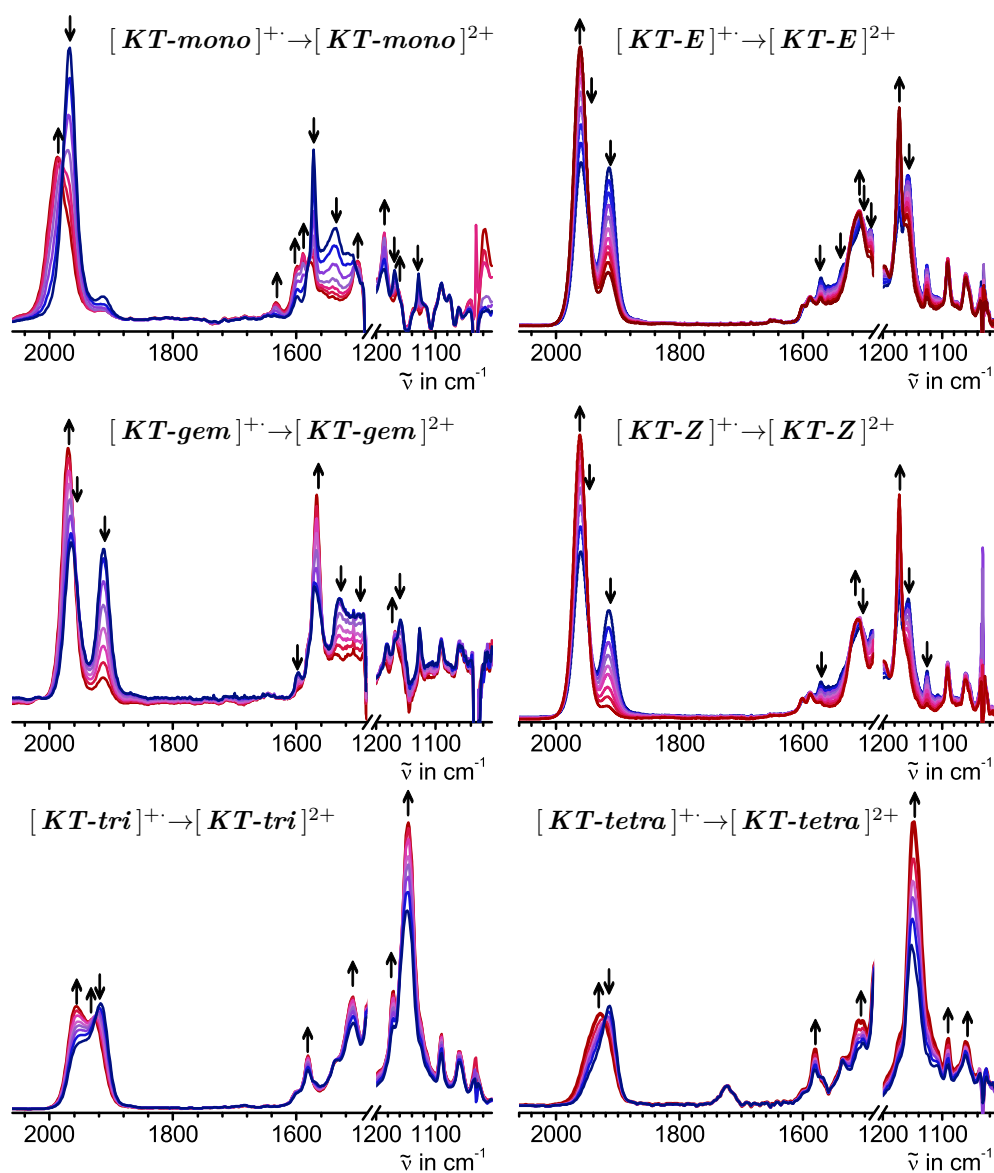 [ KT-mono ]⁺·→[ KT-mono ]²⁺
[ KT-E ]⁺·→[ KT-E ]²⁺
2000 1800 1600 1200 1100
ṽ in cm⁻¹
2000 1800 1600 1200 1100
ṽ in cm⁻¹
[ KT-gem ]⁺·→[ KT-gem ]²⁺
[ KT-Z ]⁺·→[ KT-Z ]²⁺
2000 1800 1600 1200 1100
ṽ in cm⁻¹
2000 1800 1600 1200 1100
ṽ in cm⁻¹
[ KT-tri ]⁺·→[ KT-tri ]²⁺
[ KT-tetra ]⁺·→[ KT-tetra ]²⁺
2000 1800 1600 1200 1100
ṽ in cm⁻¹
2000 1800 1600 1200 1100
ṽ in cm⁻¹